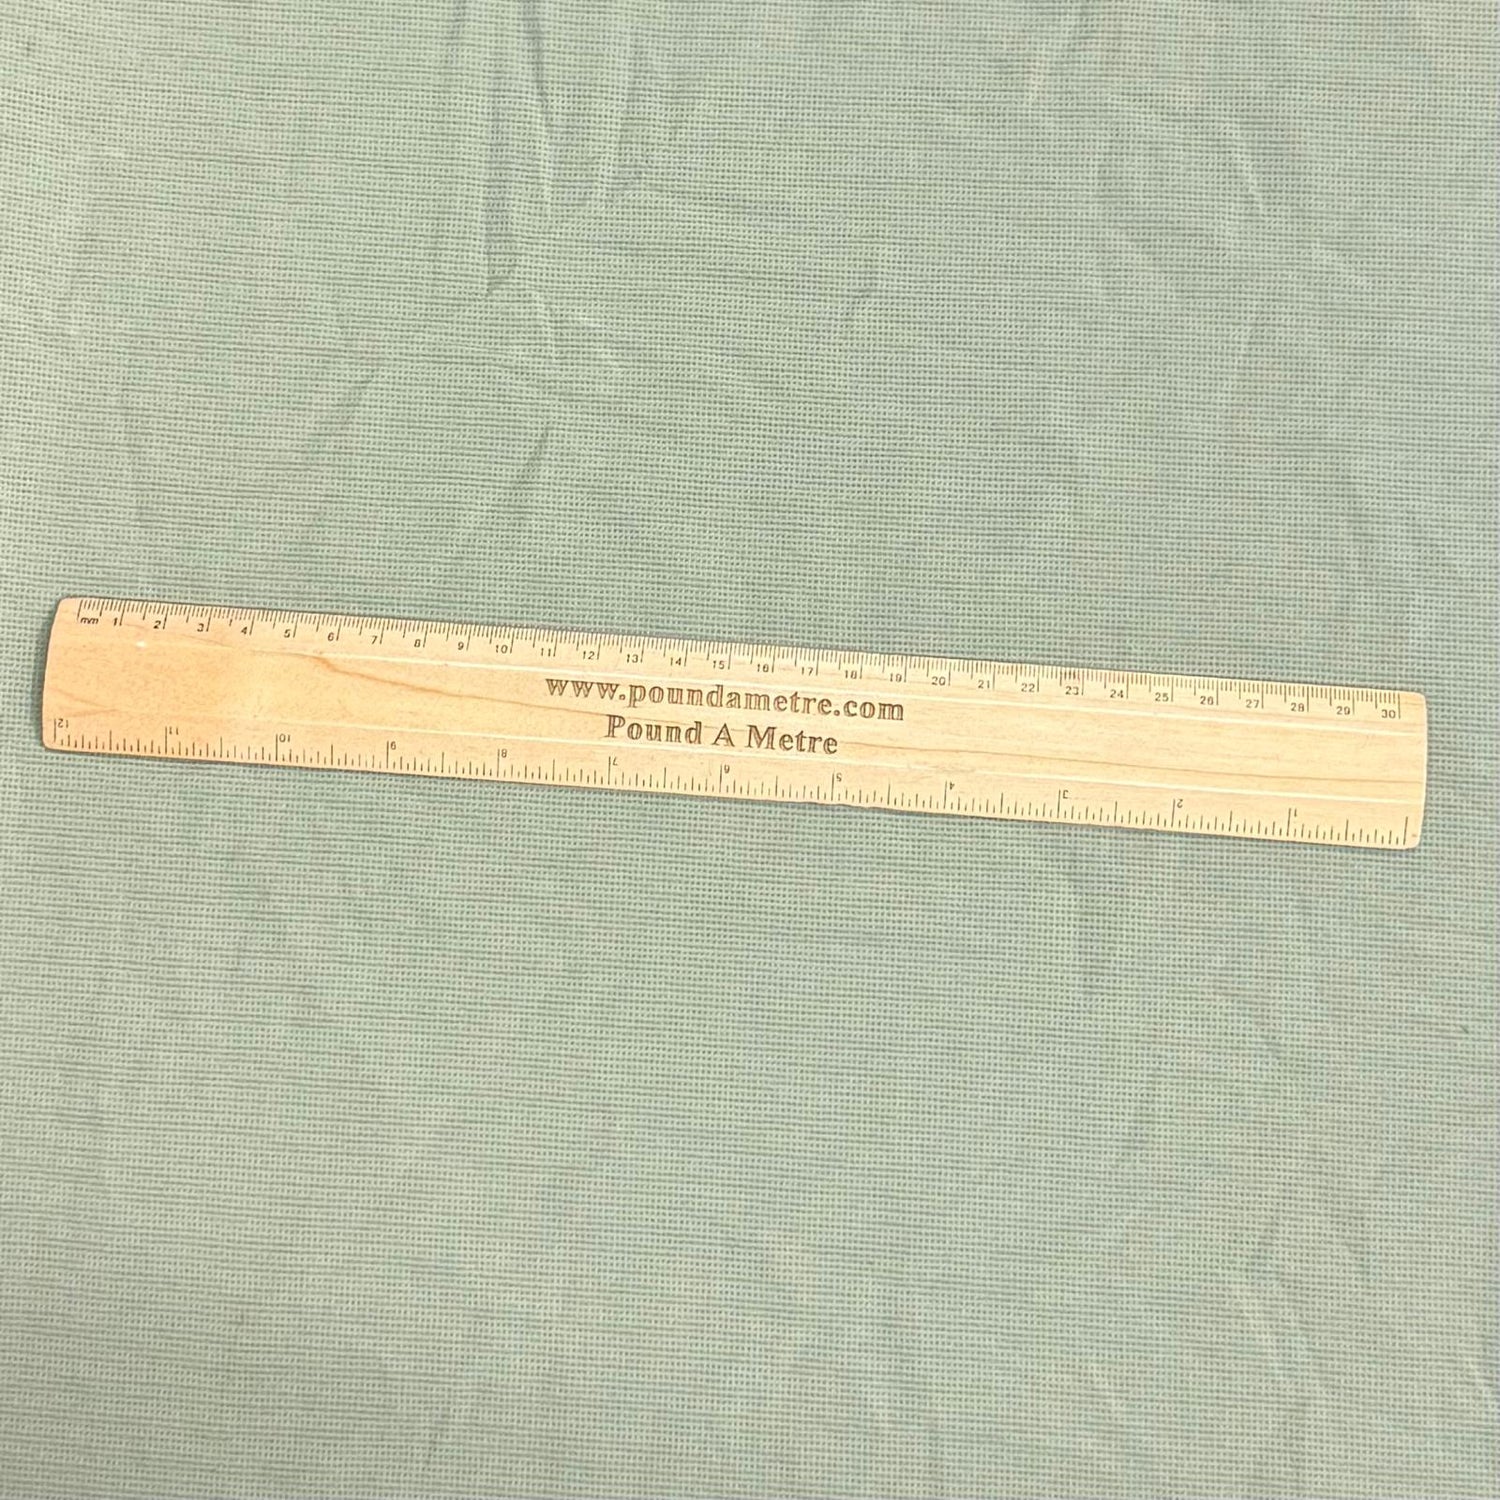 mm 1 2 3 4 5 6 7 8 9 10 11 12 13 14 15 16 17 18 19 20 21 22 23 24 25 26 27 28 29 30
www.poundametre.com
Pound A Metre
12 11 10 9 8 7 6 5 4 3 2 1